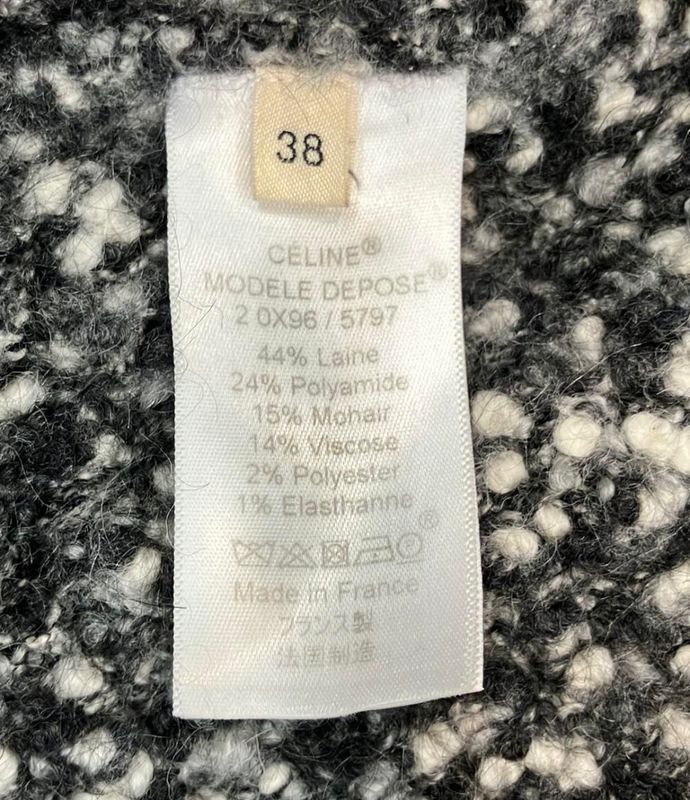 38
CÉLINE®
MODELE DEPOSE®
2 0X96 / 5797
44% Laine
24% Polyamide
15% Mohair
14% Viscose
2% Polyester
1% Elasthanne
®
Made in France
フランス製
法国制造